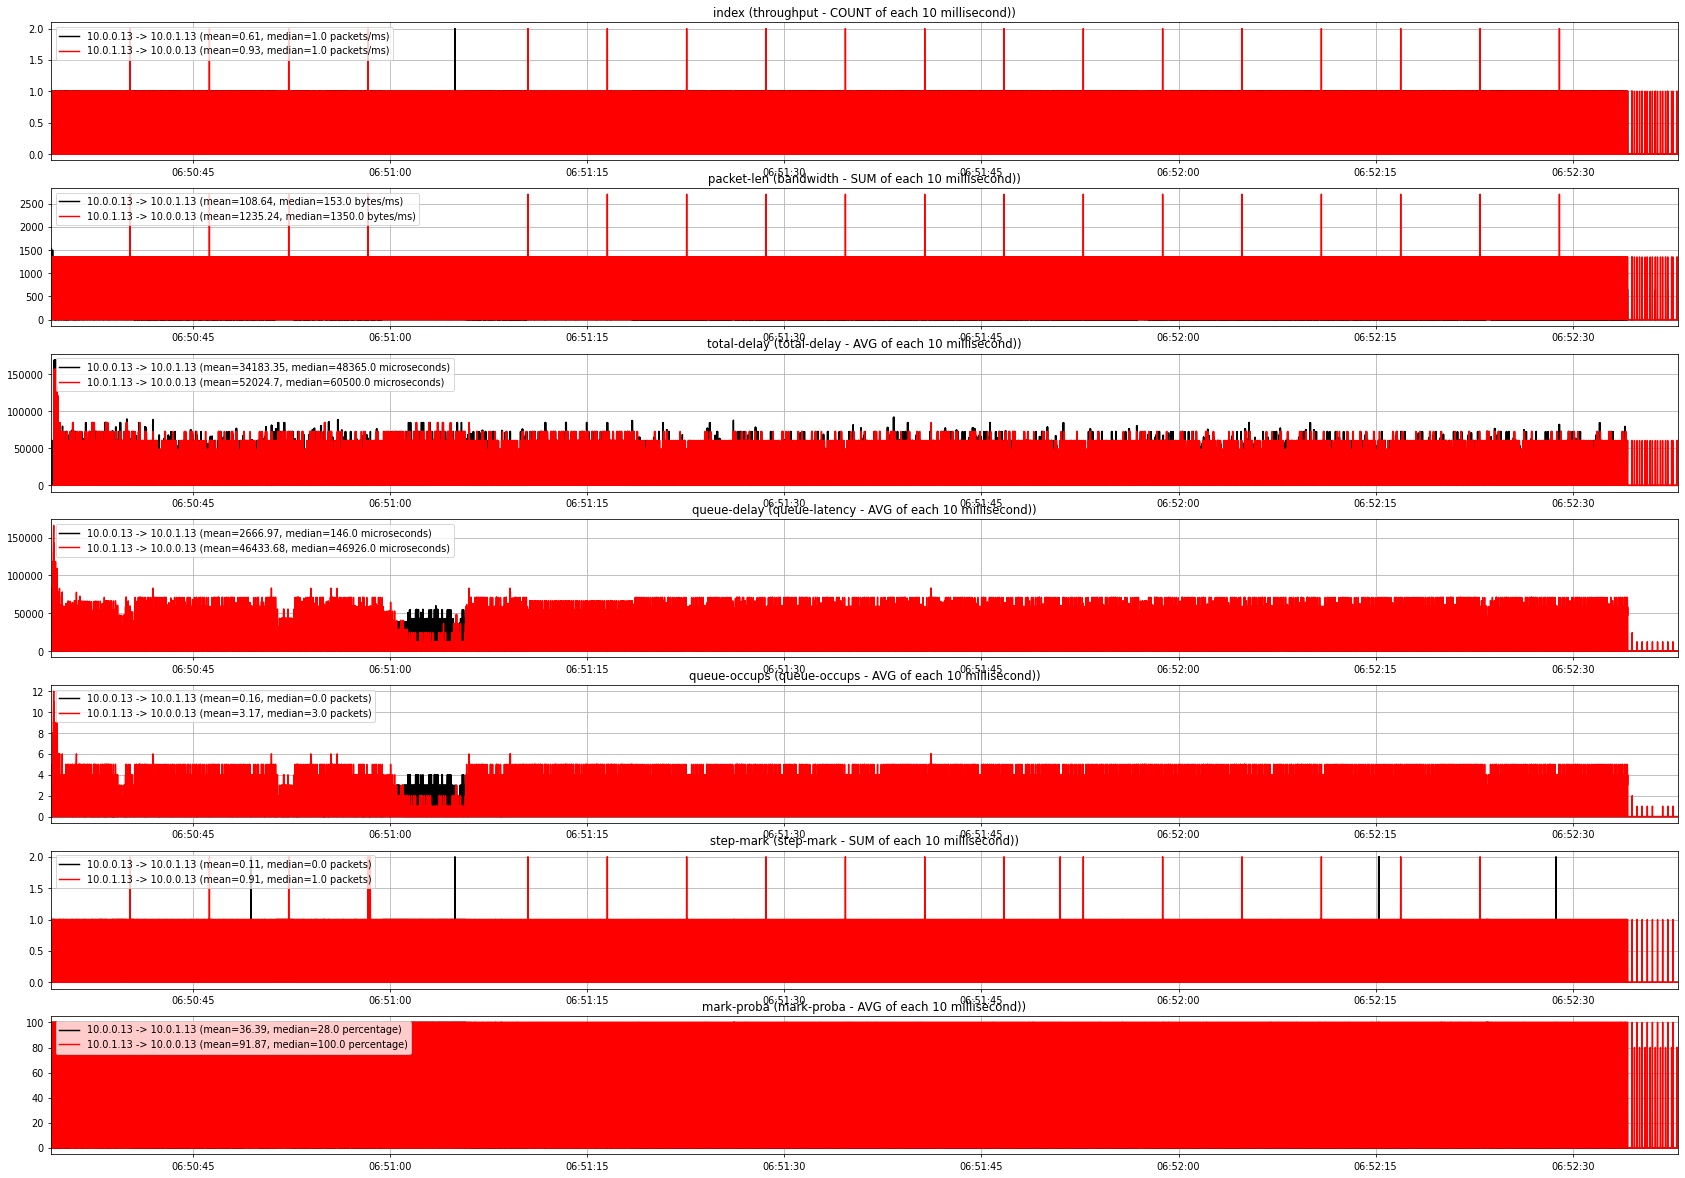 index (throughput - COUNT of each 10 millisecond))
2.0
1.5
1.0
0.5
0.0
10.0.0.13 -> 10.0.1.13 (mean=0.61, median=1.0 packets/ms)
10.0.1.13 -> 10.0.0.13 (mean=0.93, median=1.0 packets/ms)
06:50:45 06:51:00 06:51:15 06:51:30 06:51:45 06:52:00 06:52:15 06:52:30
packet-len (bandwidth - SUM of each 10 millisecond))
2500
2000
1500
1000
500
0
10.0.0.13 -> 10.0.1.13 (mean=108.64, median=153.0 bytes/ms)
10.0.1.13 -> 10.0.0.13 (mean=1235.24, median=1350.0 bytes/ms)
06:50:45 06:51:00 06:51:15 06:51:30 06:51:45 06:52:00 06:52:15 06:52:30
total-delay (total-delay - AVG of each 10 millisecond))
150000
100000
50000
0
10.0.0.13 -> 10.0.1.13 (mean=34183.35, median=48365.0 microseconds)
10.0.1.13 -> 10.0.0.13 (mean=52024.7, median=60500.0 microseconds)
06:50:45 06:51:00 06:51:15 06:51:30 06:51:45 06:52:00 06:52:15 06:52:30
queue-delay (queue-latency - AVG of each 10 millisecond))
150000
100000
50000
0
10.0.0.13 -> 10.0.1.13 (mean=2666.97, median=146.0 microseconds)
10.0.1.13 -> 10.0.0.13 (mean=46433.68, median=46926.0 microseconds)
06:50:45 06:51:00 06:51:15 06:51:30 06:51:45 06:52:00 06:52:15 06:52:30
queue-occups (queue-occups - AVG of each 10 millisecond))
12
10
8
6
4
2
0
10.0.0.13 -> 10.0.1.13 (mean=0.16, median=0.0 packets)
10.0.1.13 -> 10.0.0.13 (mean=3.17, median=3.0 packets)
06:50:45 06:51:00 06:51:15 06:51:30 06:51:45 06:52:00 06:52:15 06:52:30
step-mark (step-mark - SUM of each 10 millisecond))
2.0
1.5
1.0
0.5
0.0
10.0.0.13 -> 10.0.1.13 (mean=0.11, median=0.0 packets)
10.0.1.13 -> 10.0.0.13 (mean=0.91, median=1.0 packets)
06:50:45 06:51:00 06:51:15 06:51:30 06:51:45 06:52:00 06:52:15 06:52:30
mark-proba (mark-proba - AVG of each 10 millisecond))
100
80
60
40
20
0
10.0.0.13 -> 10.0.1.13 (mean=36.39, median=28.0 percentage)
10.0.1.13 -> 10.0.0.13 (mean=91.87, median=100.0 percentage)
06:50:45 06:51:00 06:51:15 06:51:30 06:51:45 06:52:00 06:52:15 06:52:30